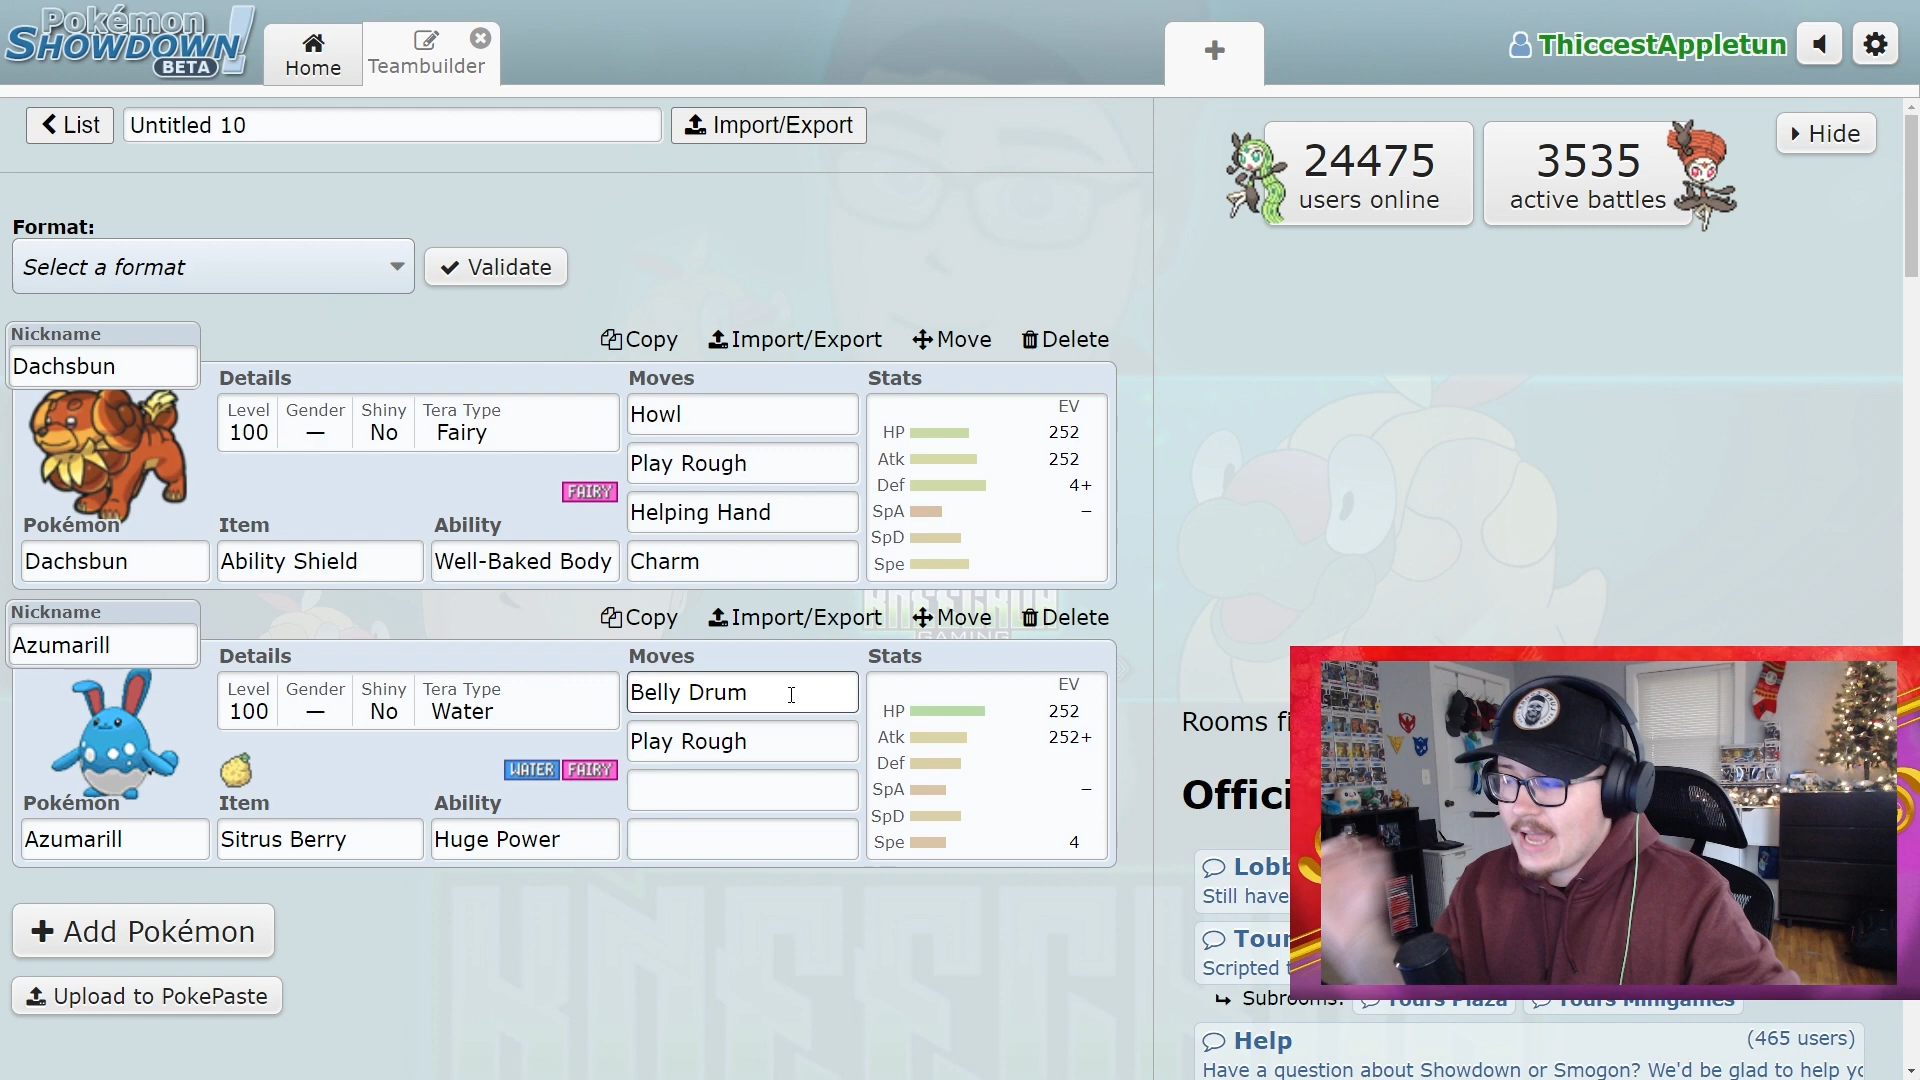 Pokémon
SHOWDOWN!
BETA
Home
Teambuilder
ThiccestAppletun
List
Untitled 10
Import/Export
24475
users online
3535
active battles
Hide
Format:
Select a format
Validate
Nickname
Dachsbun
Copy
Import/Export
Move
Delete
Details
Moves
Stats
Level
Gender
Shiny
Tera Type
100
—
No
Fairy
FAIRY
Howl
Play Rough
Helping Hand
Charm
EV
HP 252
Atk 252
Def 4+
SpA −
SpD
Spe
Pokémon
Item
Ability
Dachsbun
Ability Shield
Well-Baked Body
Nickname
Azumarill
Copy
Import/Export
Move
Delete
GAMING
Details
Moves
Stats
Level
Gender
Shiny
Tera Type
100
—
No
Water
WATER FAIRY
Belly Drum
Play Rough
EV
HP 252
Atk 252+
Def
SpA −
SpD
Spe 4
Pokémon
Item
Ability
Azumarill
Sitrus Berry
Huge Power
Add Pokémon
Upload to PokePaste
Rooms fi
Offici
Lobb
Still have
Tour
Scripted t
Subrooms:
Tours Plaza
Tours Minigames
Help
(465 users)
Have a question about Showdown or Smogon? We'd be glad to help yo